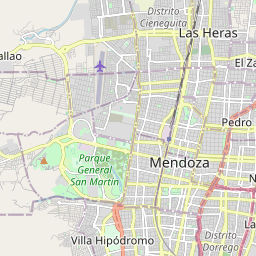 Distrito
Cieneguita
Las Heras
allao
El Za
Pedro
Parque
General
San Martín
Mendoza
N
La
Villa Hipódromo
Distrito
Dorrego